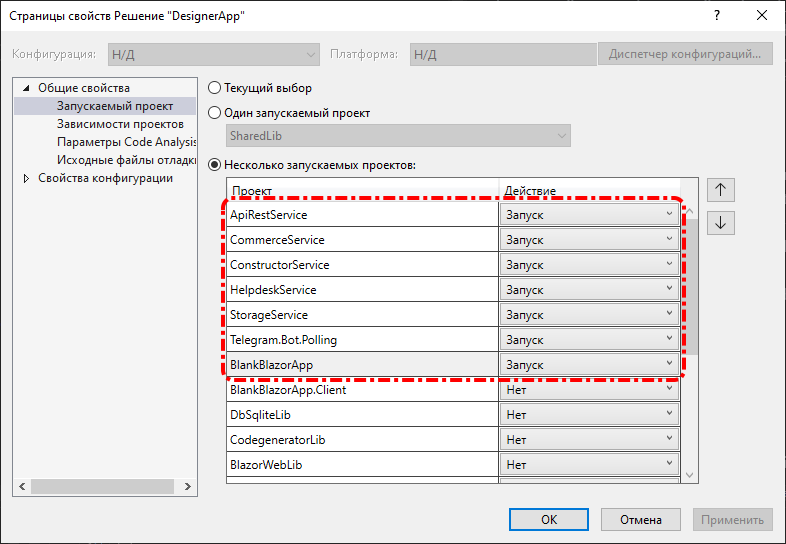 Страницы свойств Решение "DesignerApp"
Конфигурация: Н/Д Платформа: Н/Д Диспетчер конфигураций...
Общие свойства
Запускаемый проект
Зависимости проектов
Параметры Code Analysis
Исходные файлы отладки
Свойства конфигурации
Текущий выбор
Один запускаемый проект
SharedLib
Несколько запускаемых проектов:
Проект Действие
ApiRestService Запуск
CommerceService Запуск
ConstructorService Запуск
HelpdeskService Запуск
StorageService Запуск
Telegram.Bot.Polling Запуск
BlankBlazorApp Запуск
BlankBlazorApp.Client Нет
DbSqliteLib Нет
CodegeneratorLib Нет
BlazorWebLib Нет
OK Отмена Применить